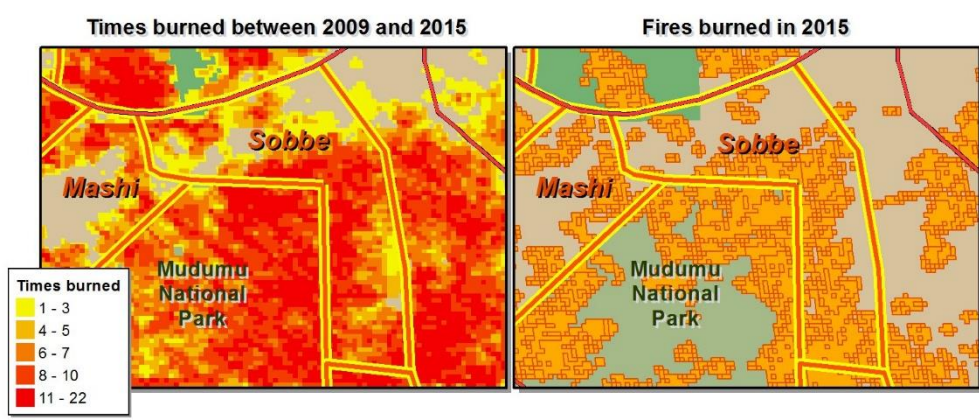 Times burned between 2009 and 2015
Sobbe
Mashi
Mudumu
National
Park
Times burned
1 - 3
4 - 5
6 - 7
8 - 10
11 - 22
Fires burned in 2015
Sobbe
Mashi
Mudumu
National
Park